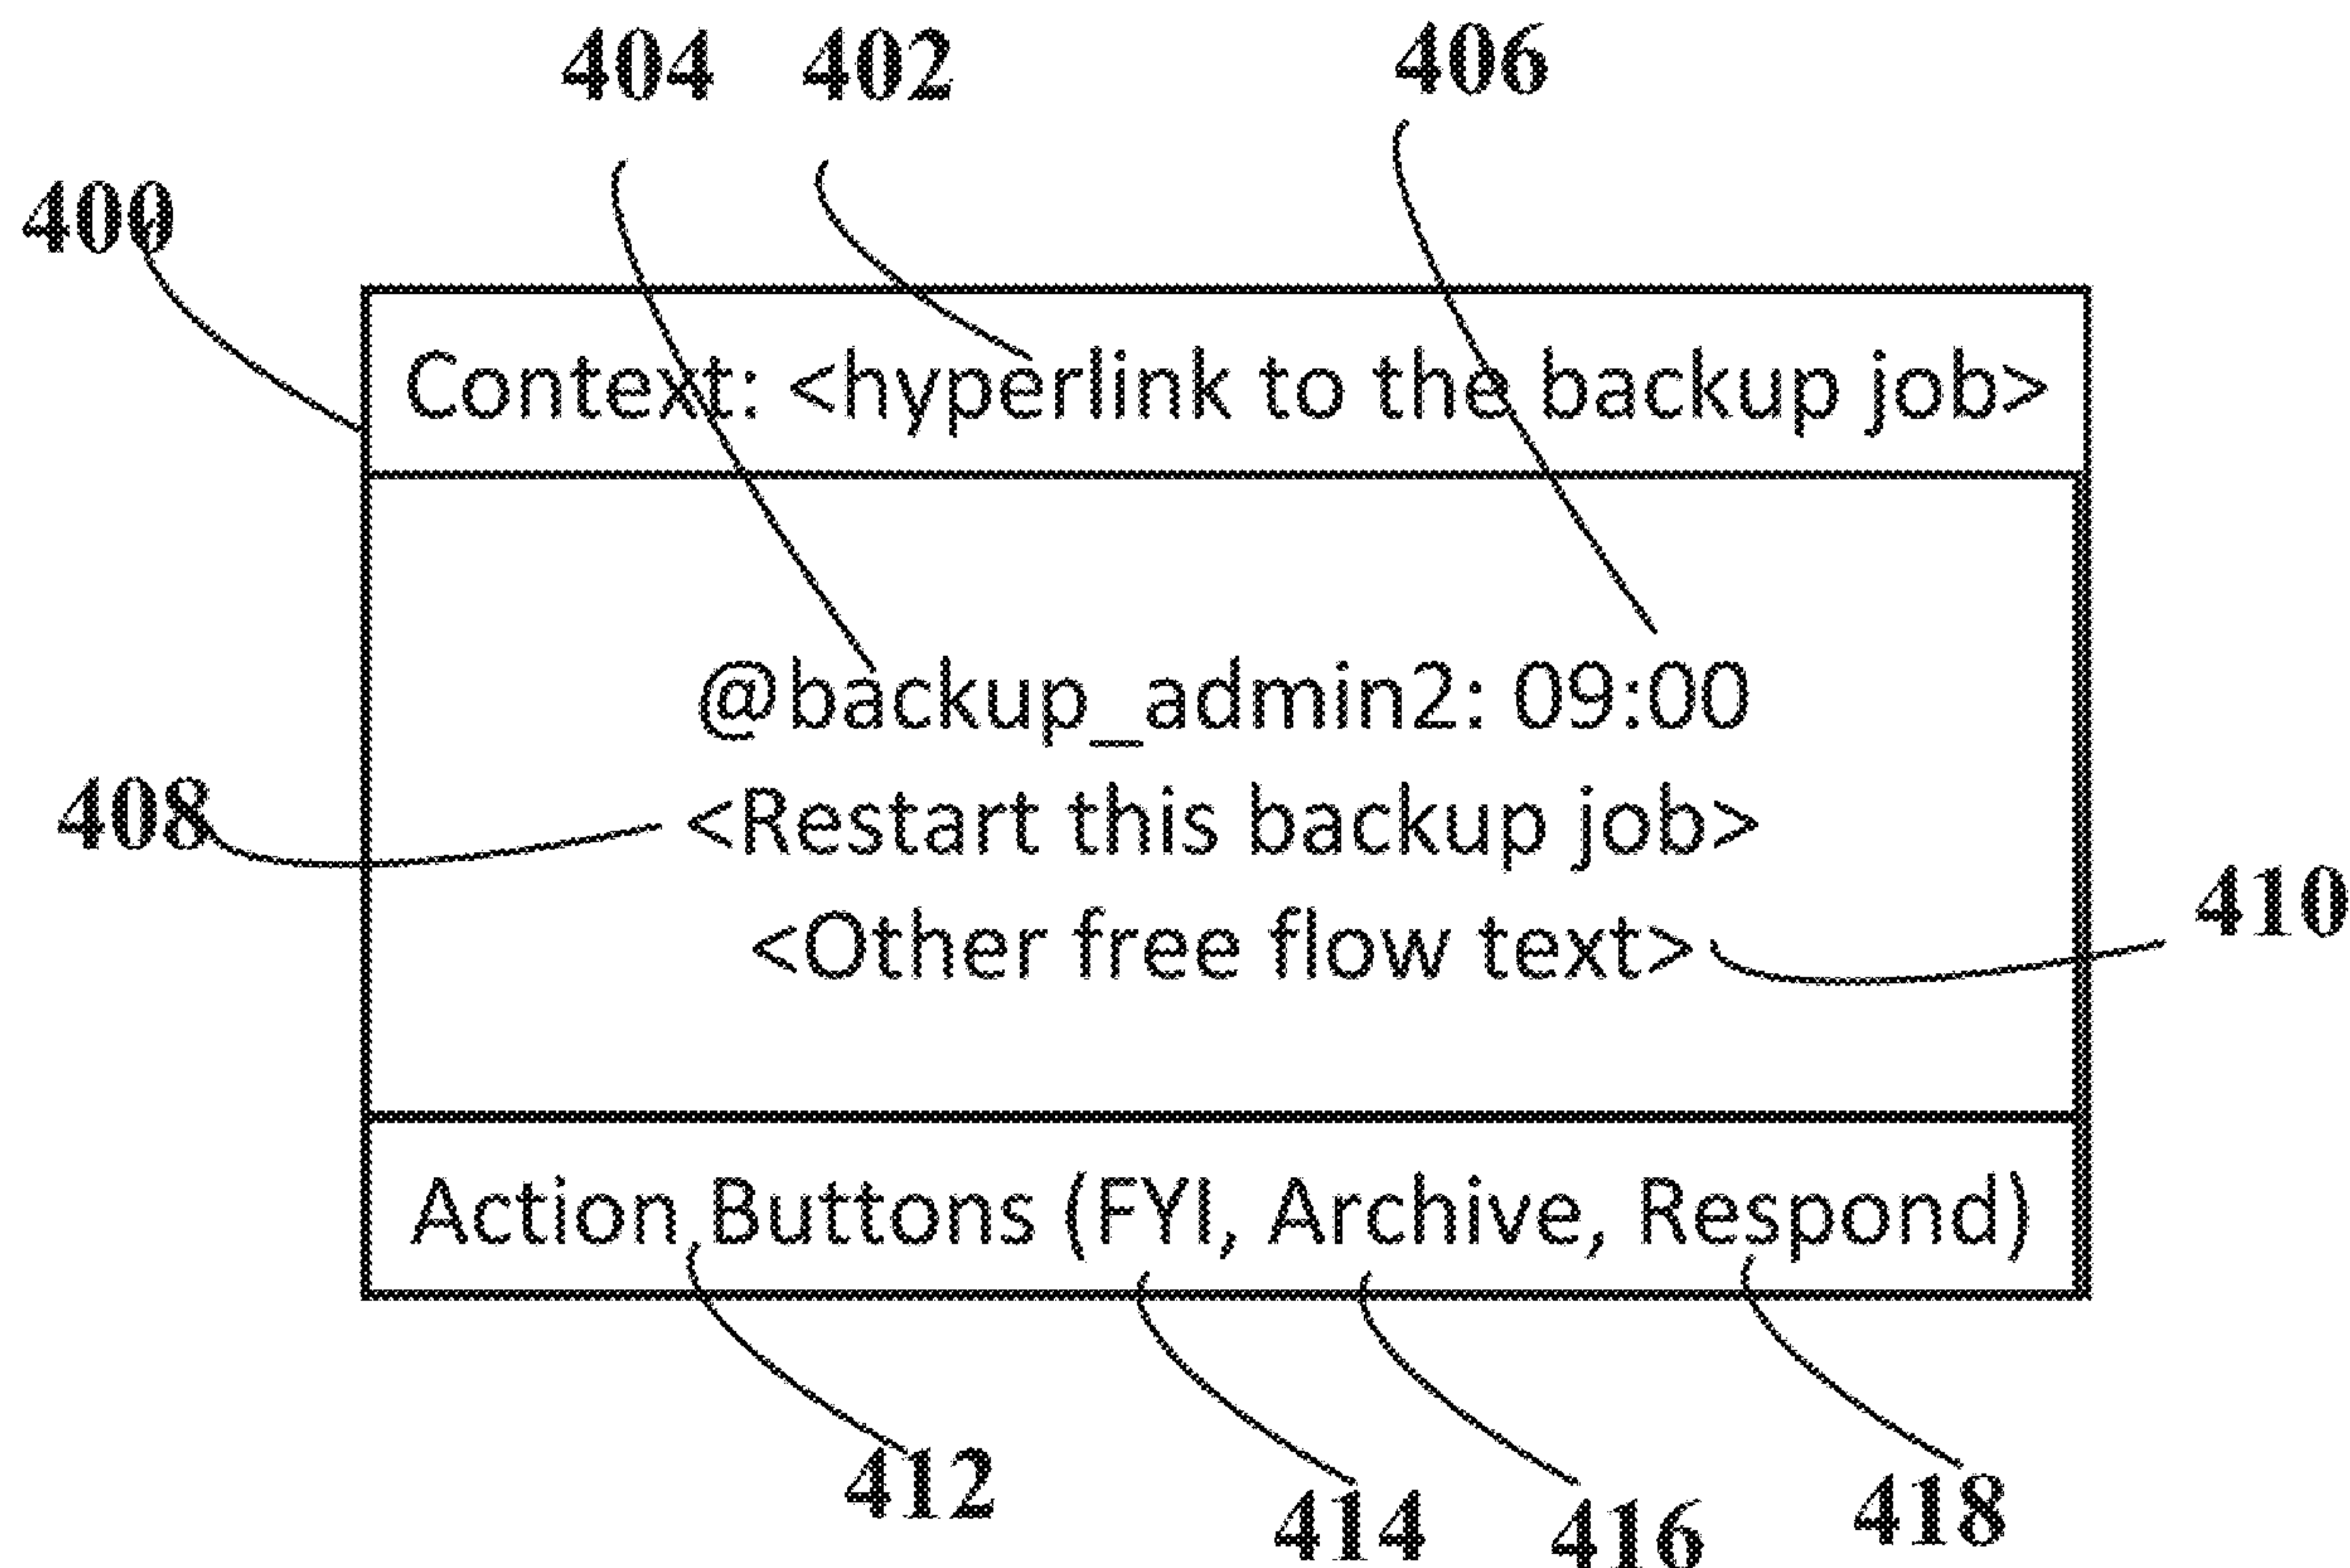 404 402 406
400
Context: <hyperlink to the backup job>
@backup_admin2: 09:00
408 <Restart this backup job>
<Other free flow text> 410
Action Buttons (FYI, Archive, Respond)
412 414 416 418